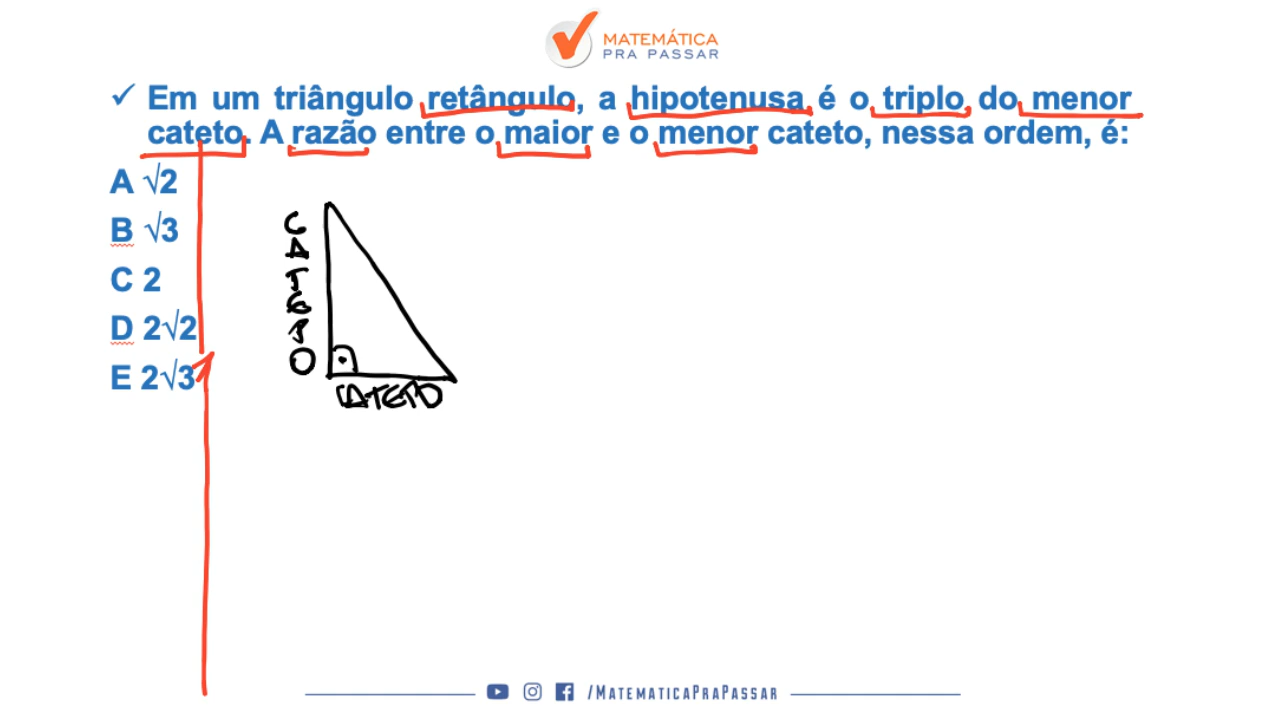 MATEMÁTICA
PRA PASSAR
✓ Em um triângulo retângulo, a hipotenusa é o triplo do menor
cateto. A razão entre o maior e o menor cateto, nessa ordem, é:
A √2
B √3
C 2
D 2√2
E 2√3
CATETO
CATETO
/MATEMATICAPRAPASSAR